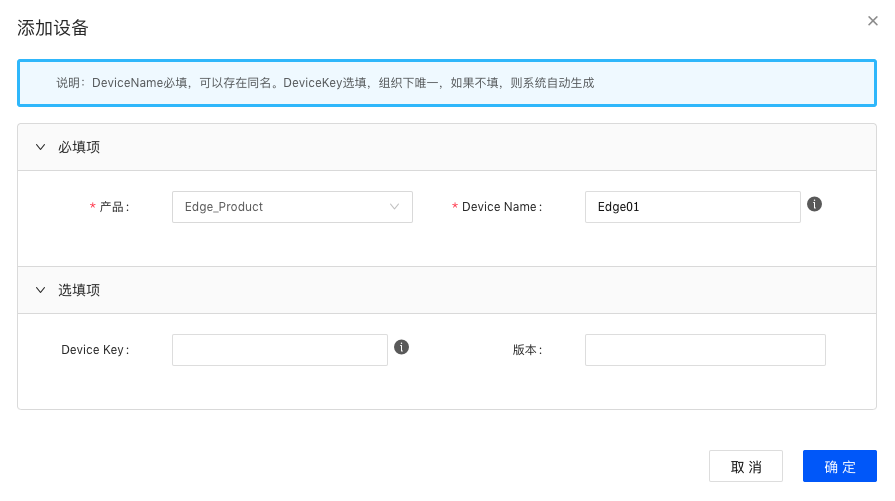 添加设备
说明：DeviceName必填，可以存在同名。DeviceKey选填，组织下唯一，如果不填，则系统自动生成
必填项
* 产品： Edge_Product * Device Name： Edge01
选填项
Device Key： 版本：
取 消 确 定